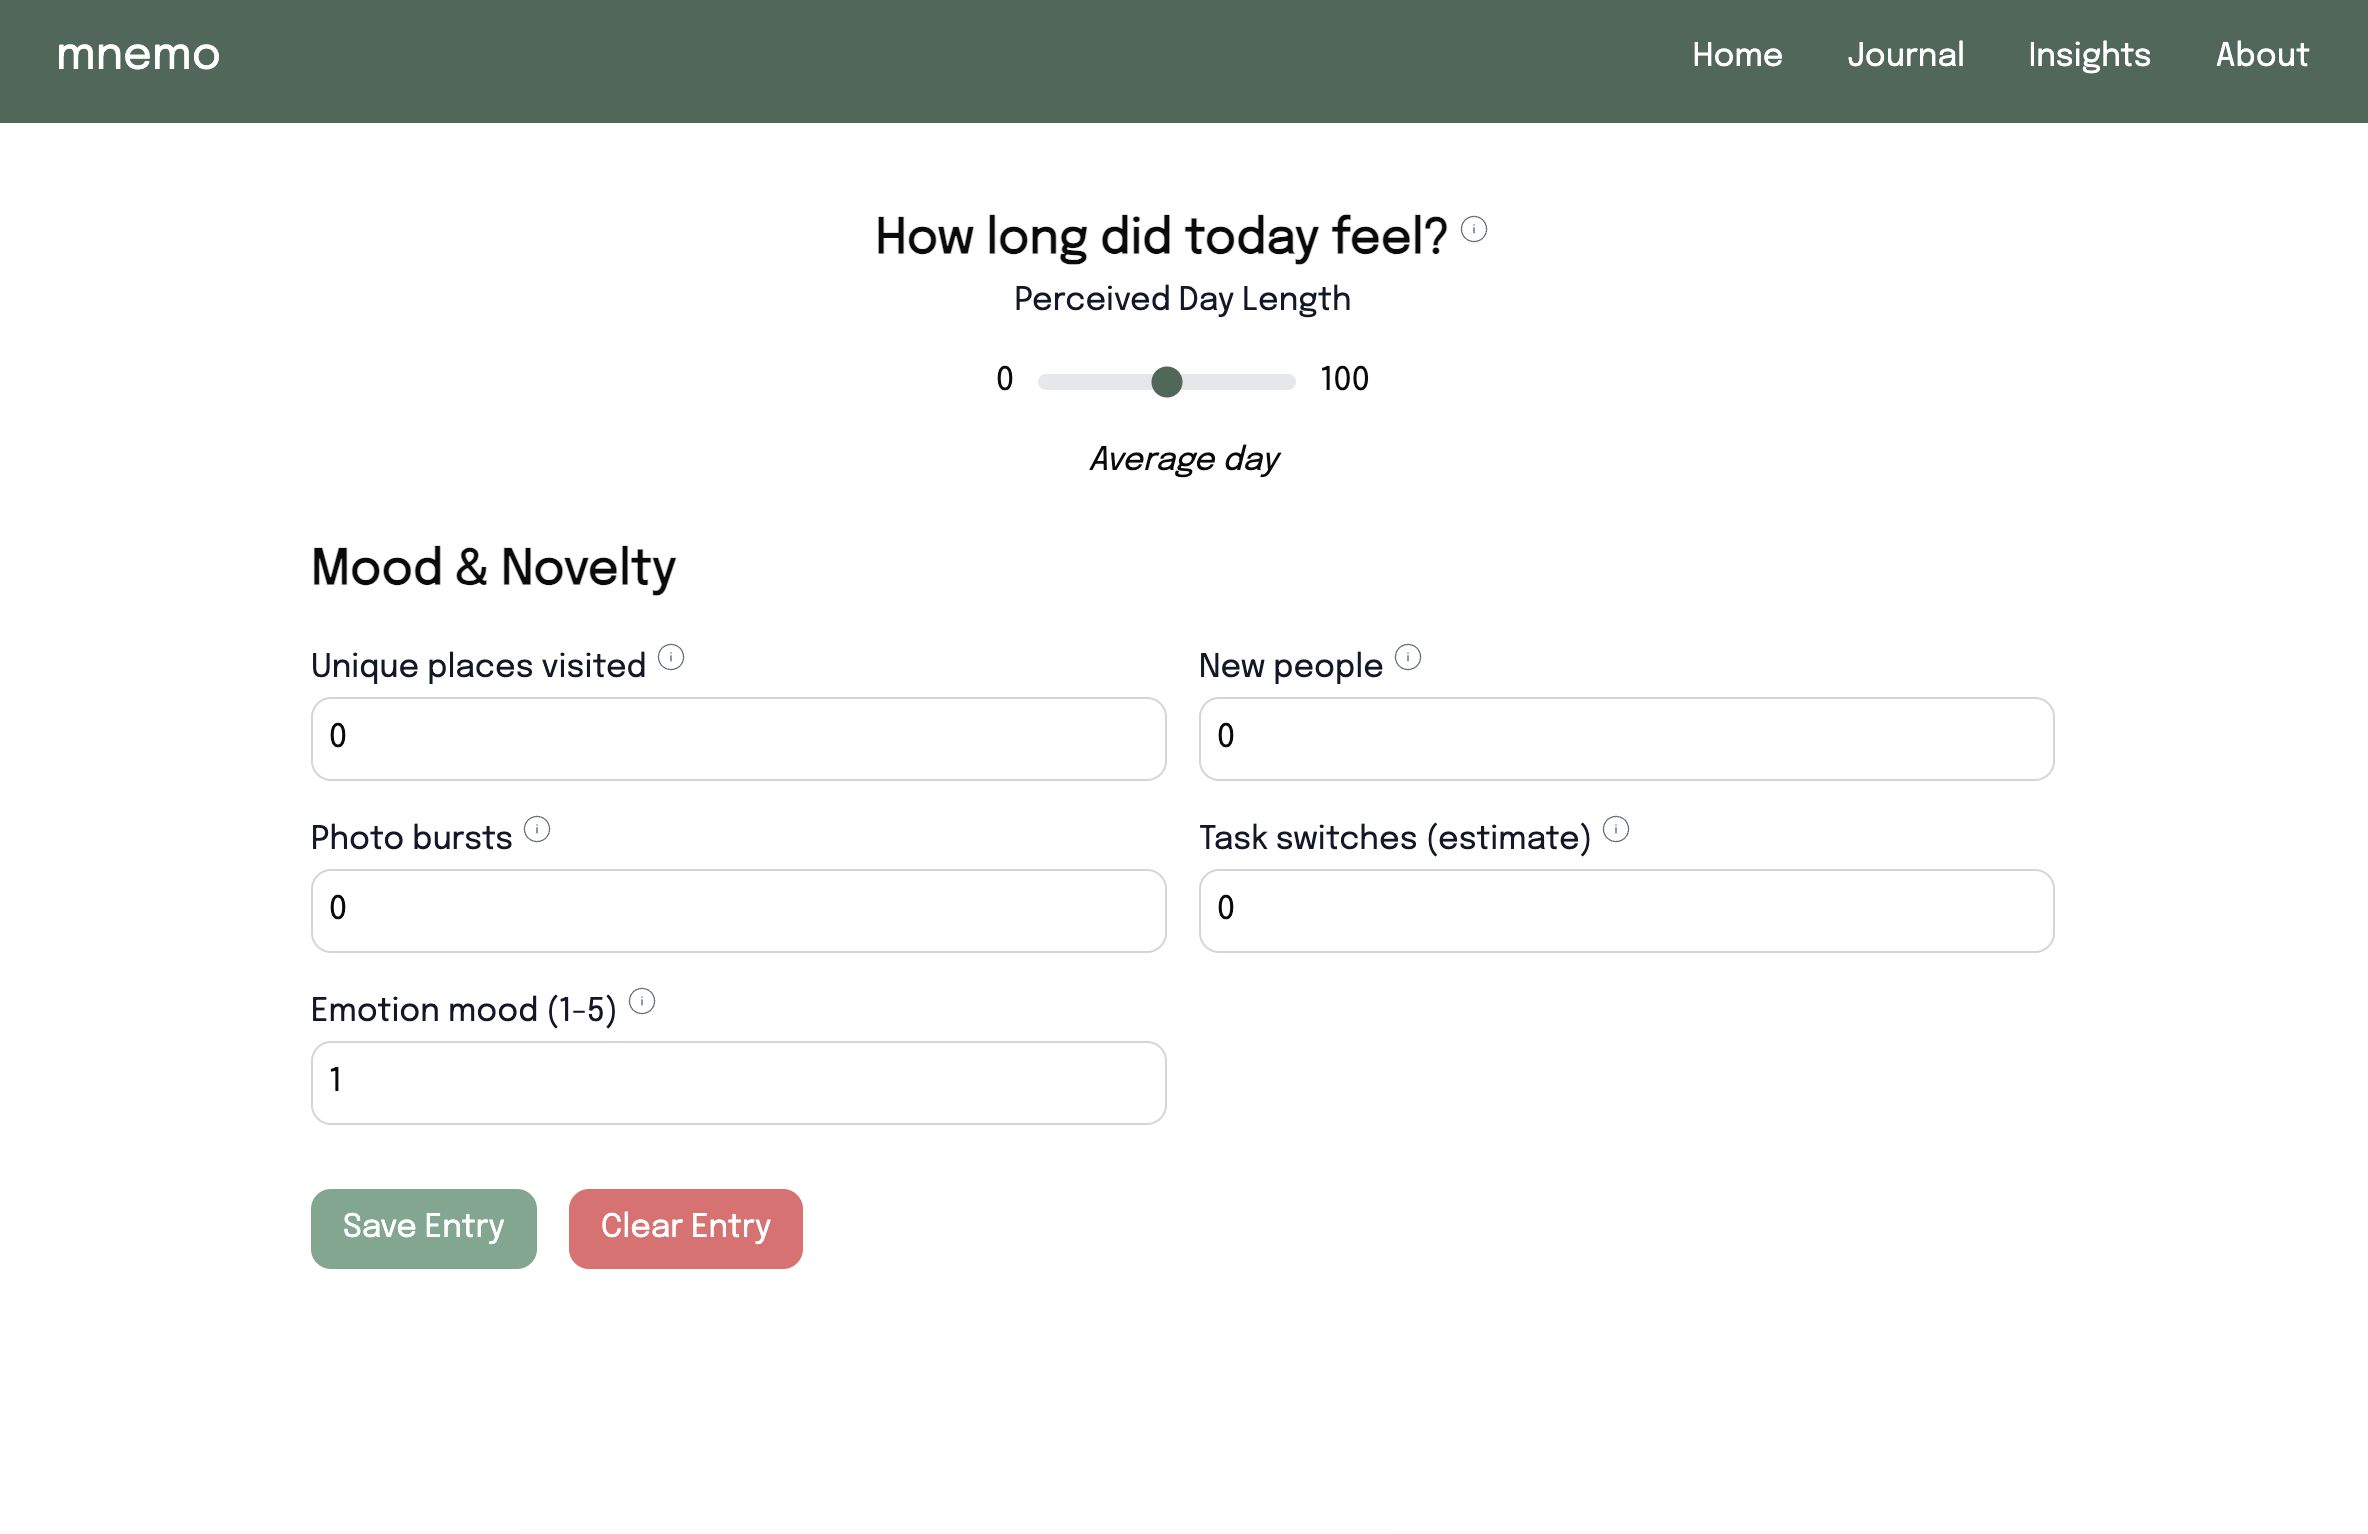 mnemo
Home Journal Insights About
How long did today feel? i
Perceived Day Length
0 100
Average day
Mood & Novelty
Unique places visited i New people i
0 0
Photo bursts i Task switches (estimate) i
0 0
Emotion mood (1-5) i
1
Save Entry Clear Entry